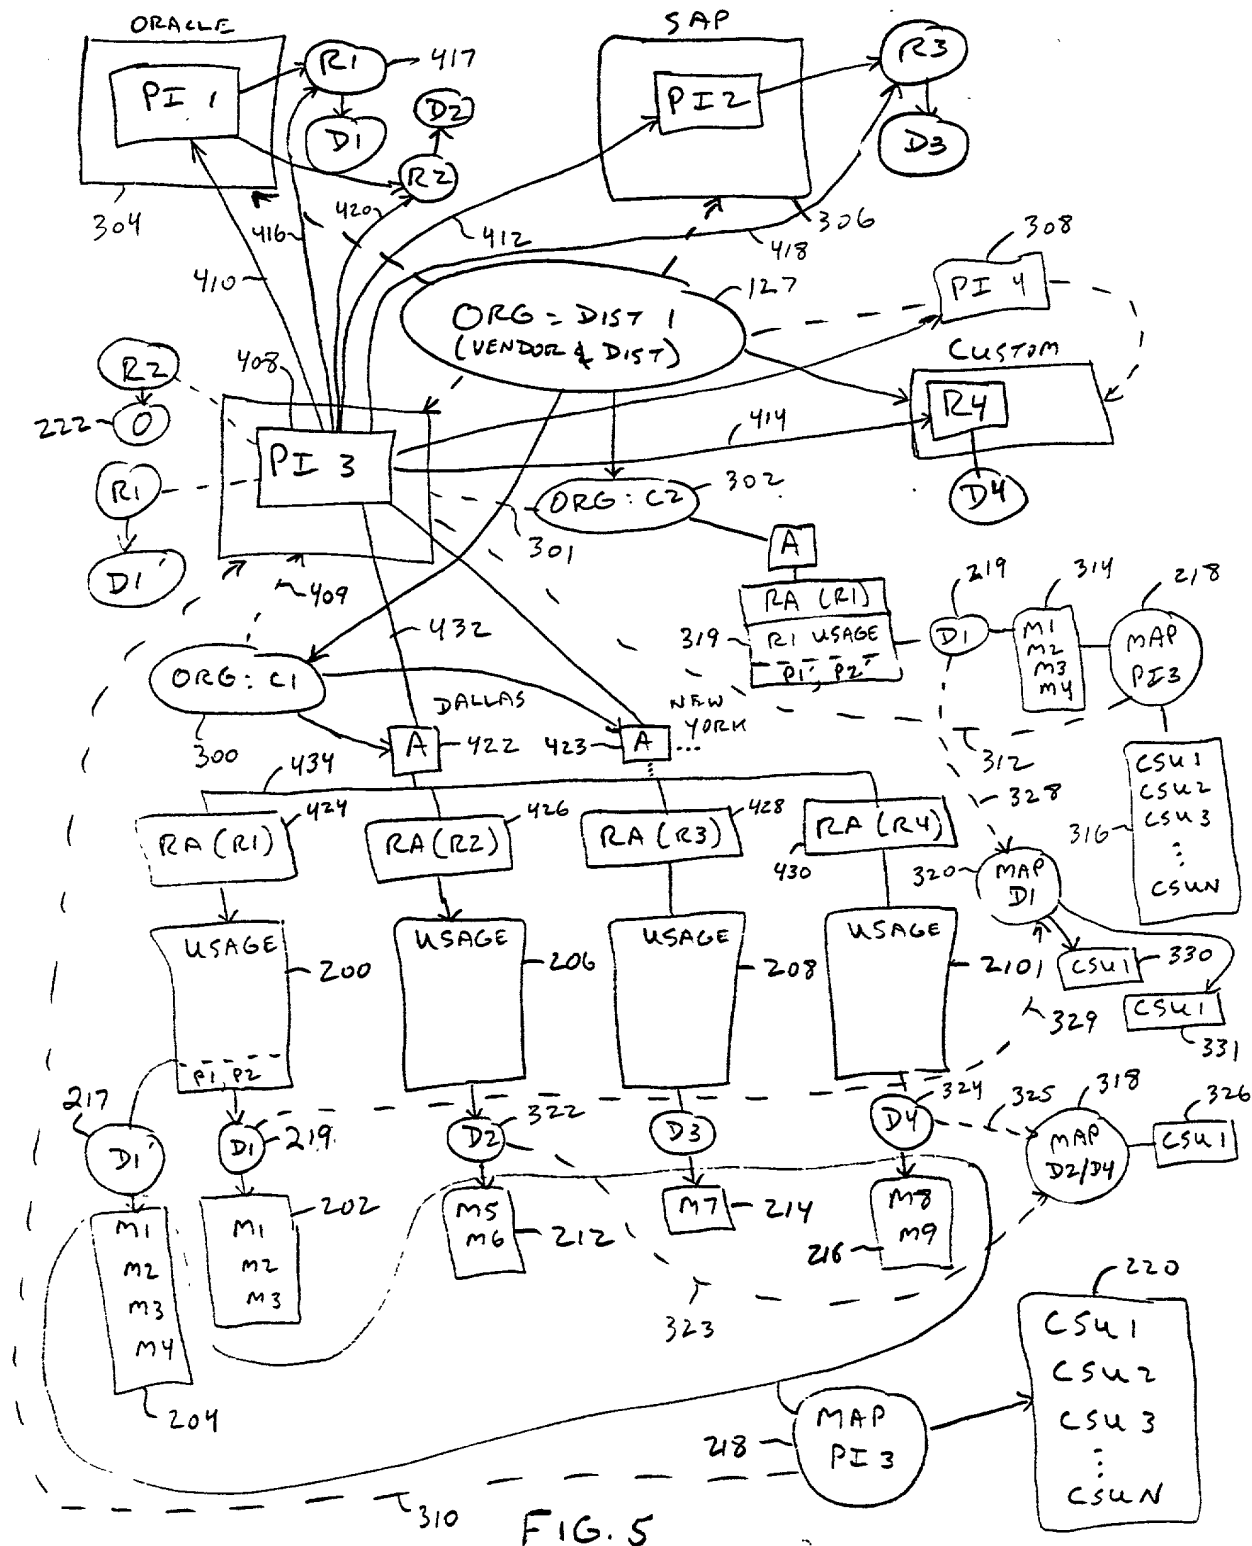 ORACLE
SAP
PI 1
R1
417
D1
D2
R2
PI2
R3
D3
304
416
420
412
418
306
410
308
PI 4
127
ORG = DIST 1
(VENDOR & DIST)
CUSTOM
R4
D4
414
R2
222
O
R1
D1'
408
PI 3
409
301
ORG: C2
302
A
RA (R1)
319
R1 USAGE
P1', P2'
D1
219
314
M1
M2
M3
M4
218
MAP
PI3
312
316
CSU1
CSU2
CSU3
CSUN
328
432
ORG: C1
300
DALLAS
A
422
NEW
YORK
423
A
...
434
RA (R1)
424
RA (R2)
426
RA (R3)
428
RA (R4)
430
320
MAP
D1
CSU1
330
CSU1
331
329
USAGE
200
P1, P2
USAGE
206
USAGE
208
USAGE
2101
217
D1'
D1
219
D2
322
D3
D4
324
325
318
MAP
D2/D4
326
CSU1
M1
M2
M3
M4
204
M1
M2
M3
202
M5
M6
212
M7
214
M8
M9
216
323
220
CSU1
CSU2
CSU3
CSUN
218
MAP
PI3
310
FIG. 5